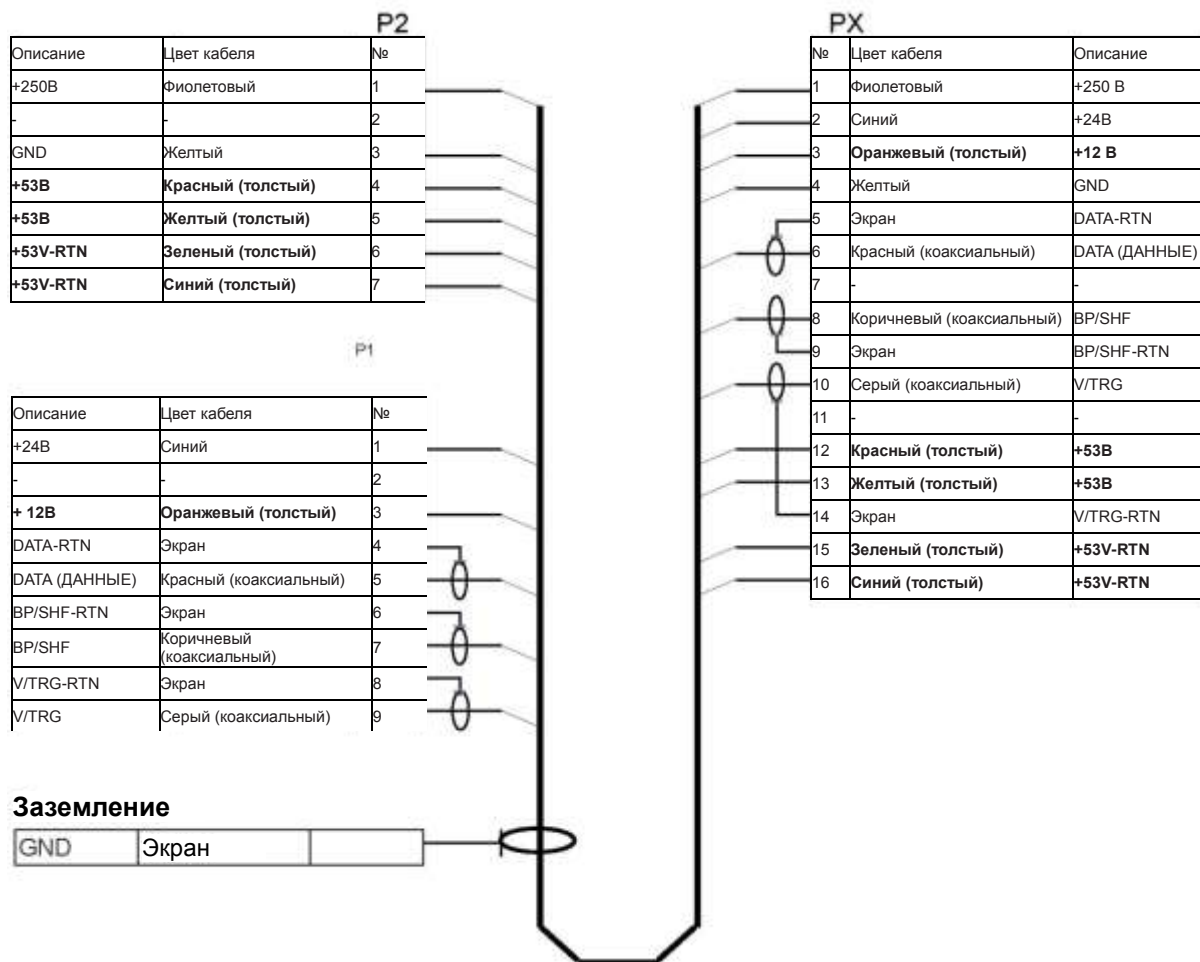 P2
Описание Цвет кабеля №
+250В Фиолетовый 1
- - 2
GND Желтый 3
+53В Красный (толстый) 4
+53В Желтый (толстый) 5
+53V-RTN Зеленый (толстый) 6
+53V-RTN Синий (толстый) 7
P1
Описание Цвет кабеля №
+24В Синий 1
- - 2
+ 12В Оранжевый (толстый) 3
DATA-RTN Экран 4
DATA (ДАННЫЕ) Красный (коаксиальный) 5
BP/SHF-RTN Экран 6
BP/SHF Коричневый (коаксиальный) 7
V/TRG-RTN Экран 8
V/TRG Серый (коаксиальный) 9
Заземление
GND Экран
PX
№ Цвет кабеля Описание
1 Фиолетовый +250 В
2 Синий +24В
3 Оранжевый (толстый) +12 В
4 Желтый GND
5 Экран DATA-RTN
6 Красный (коаксиальный) DATA (ДАННЫЕ)
7 - -
8 Коричневый (коаксиальный) BP/SHF
9 Экран BP/SHF-RTN
10 Серый (коаксиальный) V/TRG
11 - -
12 Красный (толстый) +53В
13 Желтый (толстый) +53В
14 Экран V/TRG-RTN
15 Зеленый (толстый) +53V-RTN
16 Синий (толстый) +53V-RTN